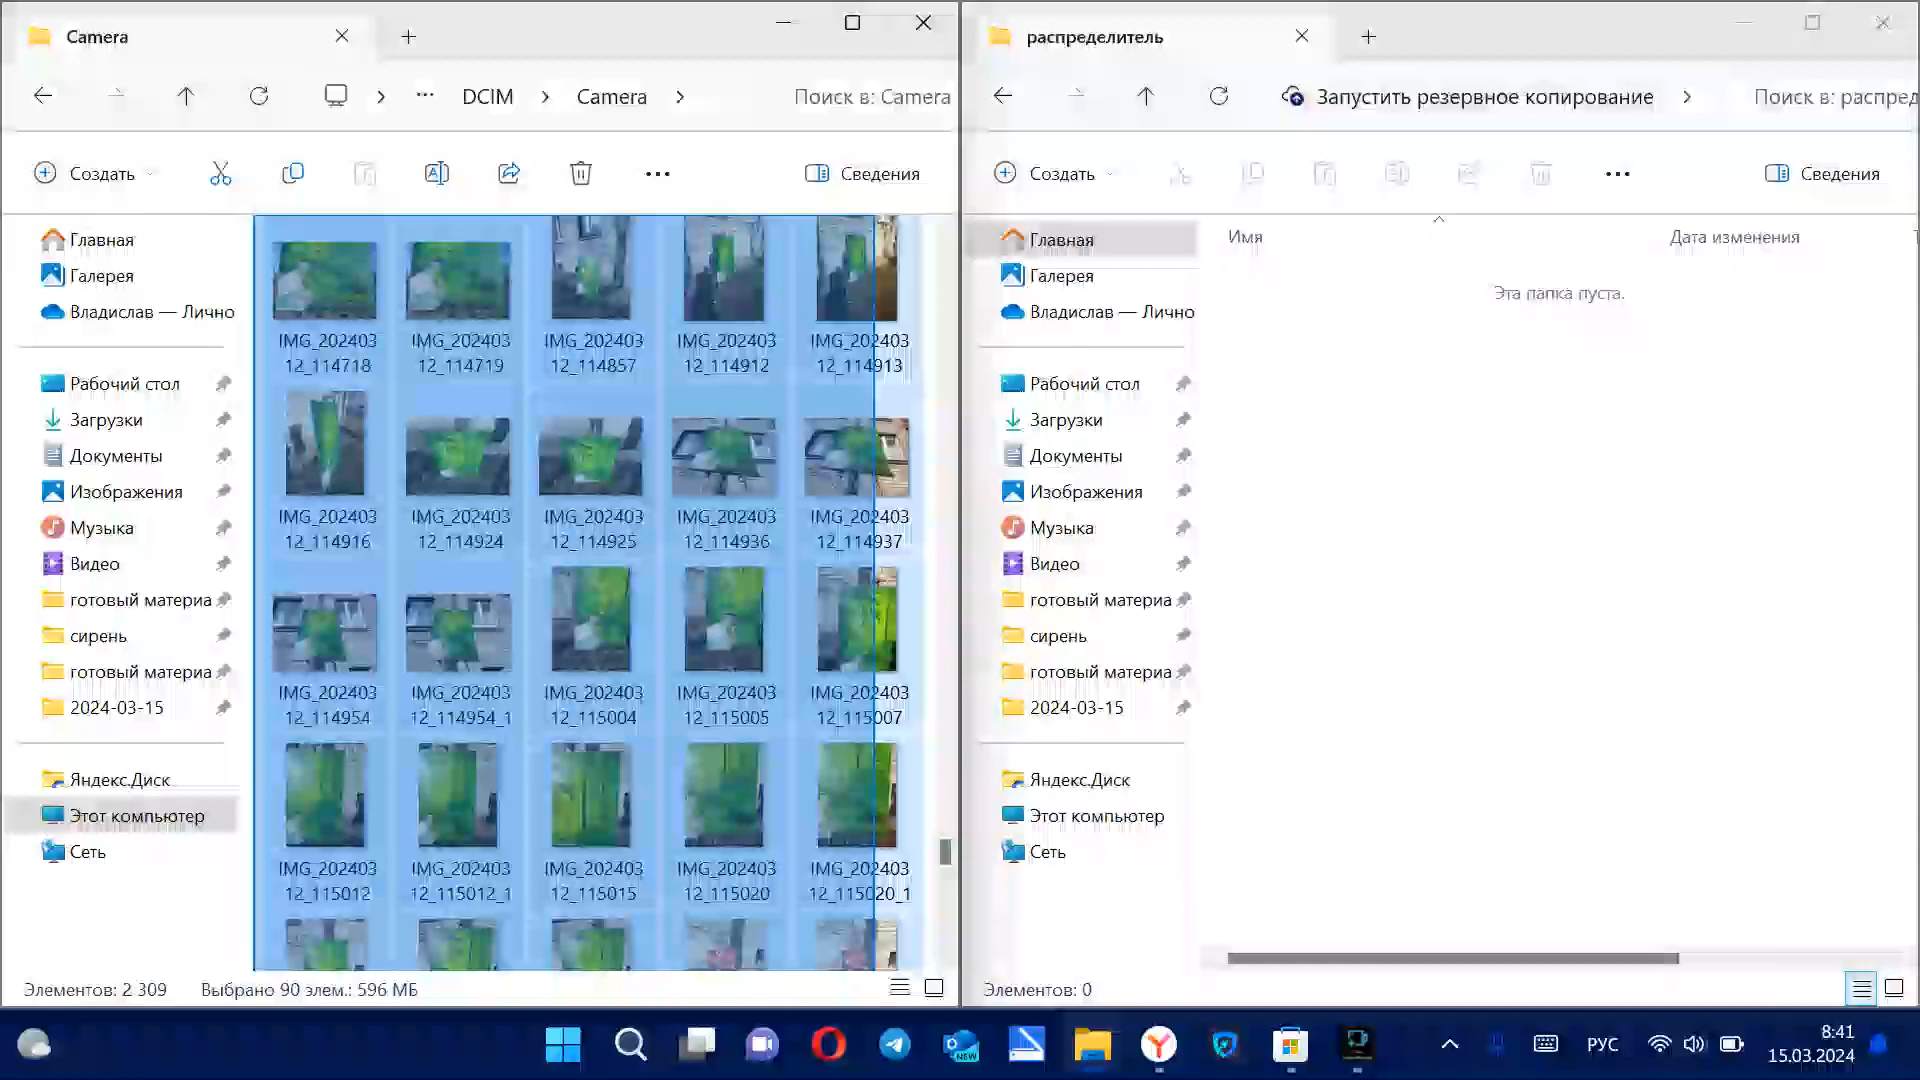 Camera
DCIM
Camera
Поиск в: Camera
Создать
Сведения
Главная
Галерея
Владислав — Лично
Рабочий стол
Загрузки
Документы
Изображения
Музыка
Видео
готовый материа
сирень
готовый материа
2024-03-15
Яндекс.Диск
Этот компьютер
Сеть
IMG_202403
12_114718
IMG_202403
12_114719
IMG_202403
12_114857
IMG_202403
12_114912
IMG_202403
12_114913
IMG_202403
12_114916
IMG_202403
12_114924
IMG_202403
12_114925
IMG_202403
12_114936
IMG_202403
12_114937
IMG_202403
12_114954
IMG_202403
12_114954_1
IMG_202403
12_115004
IMG_202403
12_115005
IMG_202403
12_115007
IMG_202403
12_115012
IMG_202403
12_115012_1
IMG_202403
12_115015
IMG_202403
12_115020
IMG_202403
12_115020_1
Элементов: 2 309
Выбрано 90 элем.: 596 МБ
распределитель
Запустить резервное копирование
Поиск в: распред
Создать
Сведения
Главная
Галерея
Владислав — Лично
Рабочий стол
Загрузки
Документы
Изображения
Музыка
Видео
готовый материа
сирень
готовый материа
2024-03-15
Яндекс.Диск
Этот компьютер
Сеть
Имя
Дата изменения
Эта папка пуста.
Элементов: 0
NEW
РУС
8:41
15.03.2024